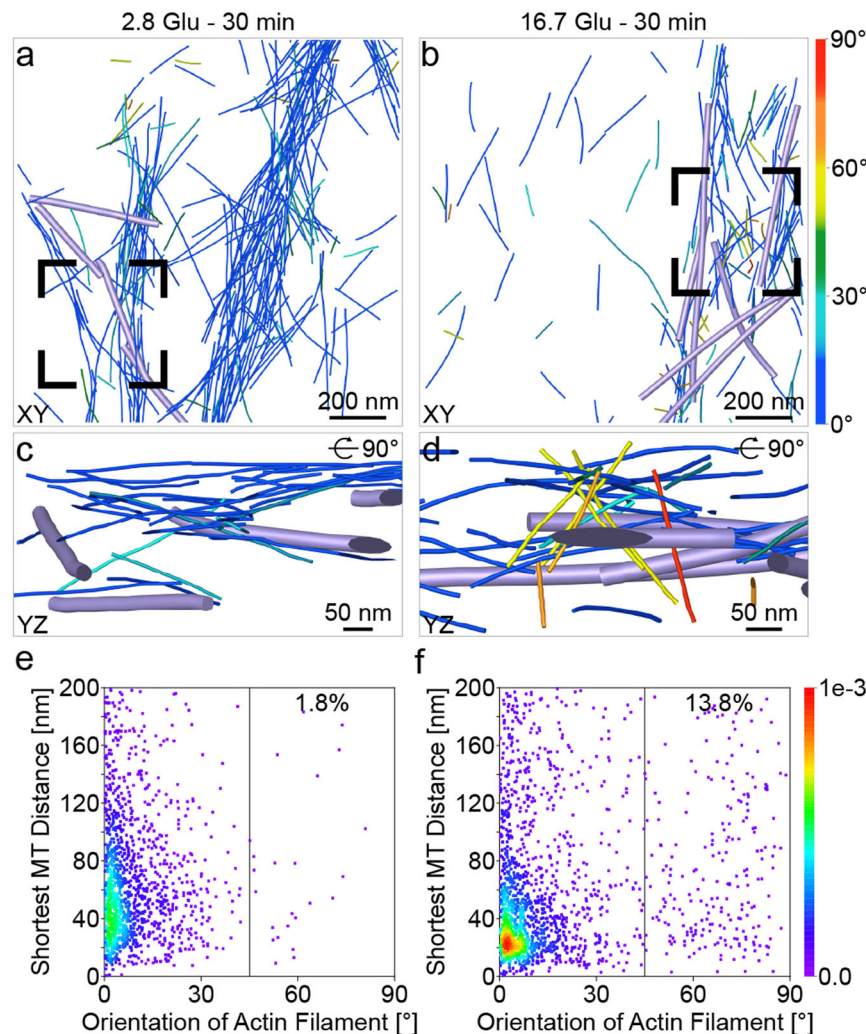 2.8 Glu - 30 min
16.7 Glu - 30 min
a
XY
200 nm
b
XY
200 nm
90°
60°
30°
0°
c
90°
YZ
50 nm
d
90°
YZ
50 nm
e
Shortest MT Distance [nm]
200
160
120
80
40
0
1.8%
0 30 60 90
Orientation of Actin Filament [°]
f
Shortest MT Distance [nm]
200
160
120
80
40
0
13.8%
0 30 60 90
Orientation of Actin Filament [°]
1e-3
0.0